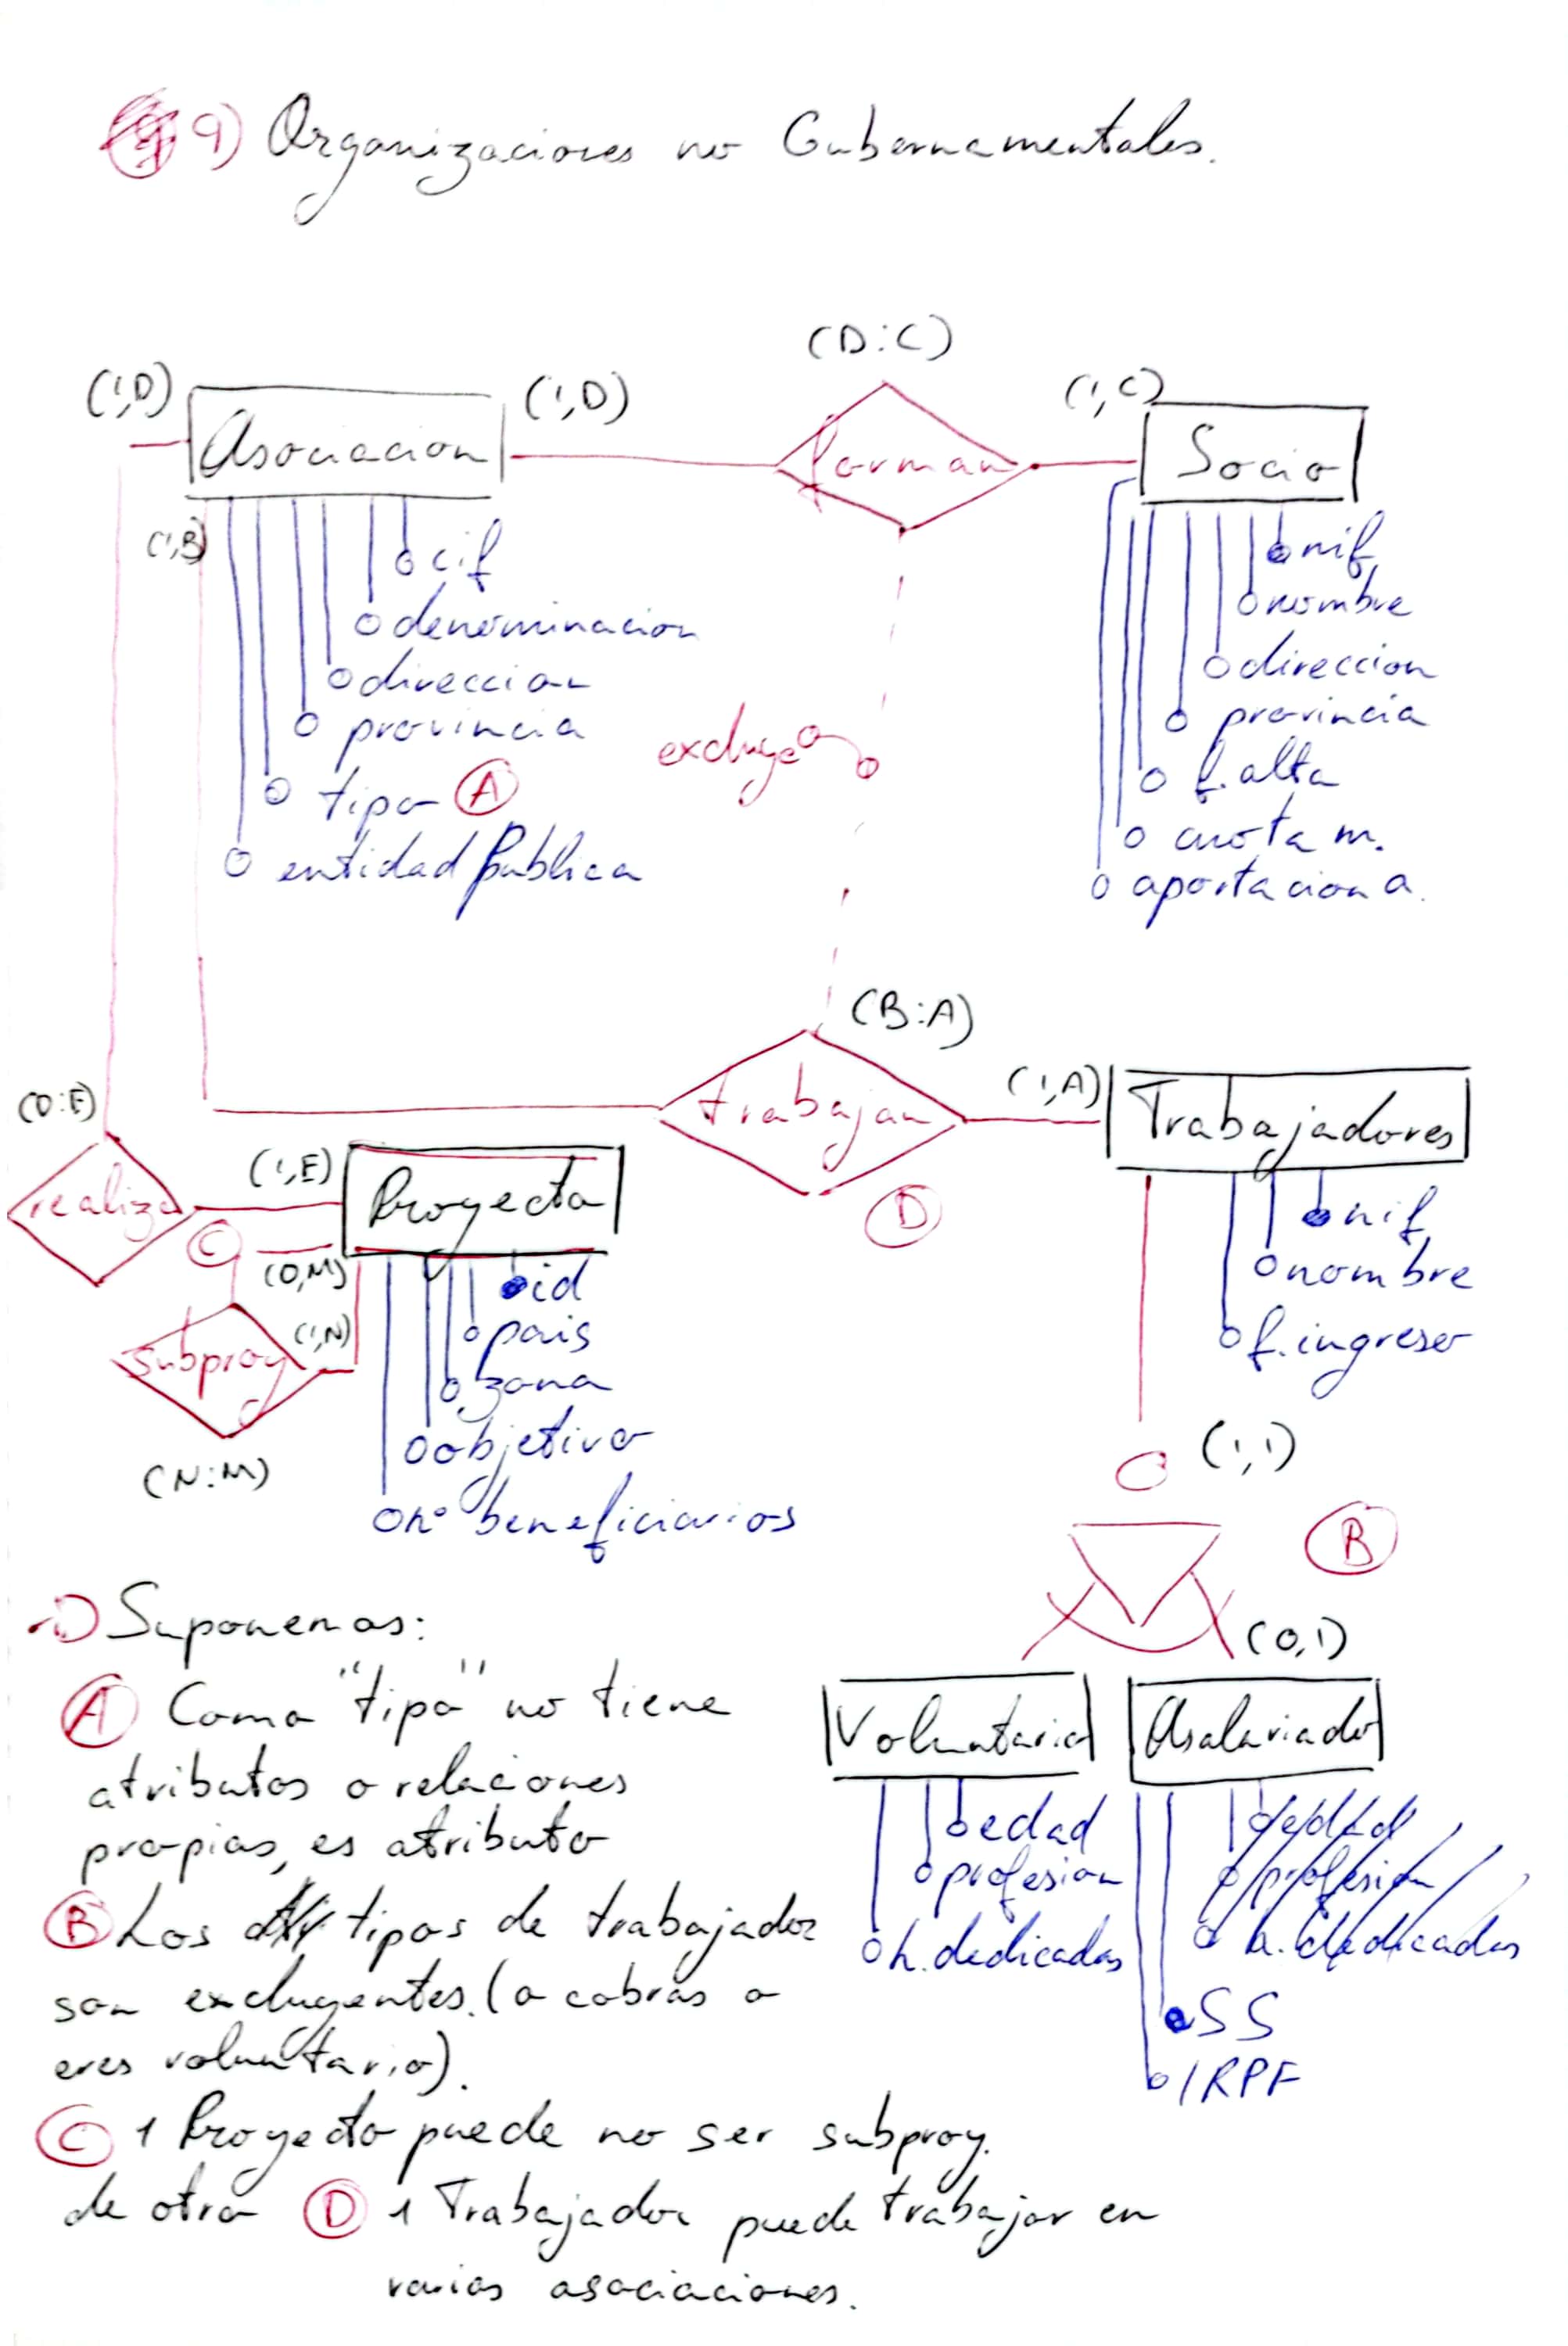 9) Organizaciones no Gubernamentales.
(D:C)
(1,D) Asociacion (1,D) forman (1,C) Socio
(1,B)
cif
denominacion
direccion
provincia
tipo A
entidad publica
nif
nombre
direccion
provincia
f.alta
cuota m.
aportacion a.
excluye
(B:A)
trabajan (1,A) Trabajadores
D
nif
nombre
f.ingreso
realiza (1,E) Proyecto
C (0,M)
subproy (1,N)
(N:M)
id
pais
zona
objetivo
nº beneficiarios
(1,1)
B
(0,1)
Voluntario Asalariado
edad
profesion
h.dedicadas
edad
profesion
h. dedicadas
SS
IRPF
Suponemos:
A Como "tipo" no tiene
atributos o relaciones
propias, es atributo
B Los tipos de trabajador
son excluyentes. (o cobras o
eres voluntario).
C 1 Proyecto puede no ser subproy.
de otro D 1 Trabajador puede trabajar en
varias asociaciones.